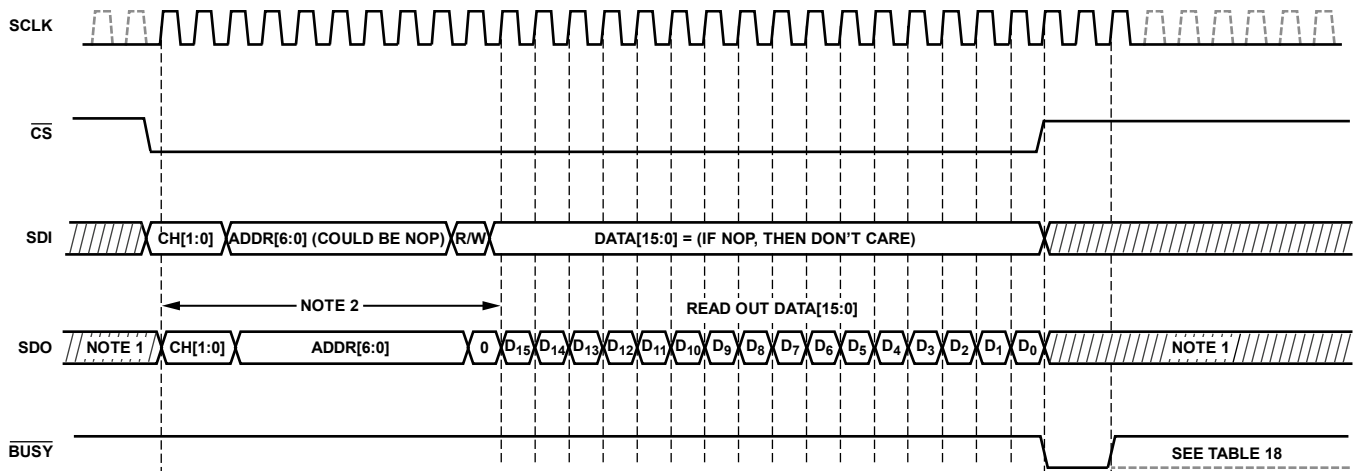 SCLK
CS
SDI
CH[1:0] ADDR[6:0] (COULD BE NOP) R/W DATA[15:0] = (IF NOP, THEN DON'T CARE)
NOTE 2
READ OUT DATA[15:0]
SDO
NOTE 1 CH[1:0] ADDR[6:0] 0 D15 D14 D13 D12 D11 D10 D9 D8 D7 D6 D5 D4 D3 D2 D1 D0 NOTE 1
BUSY
SEE TABLE 18